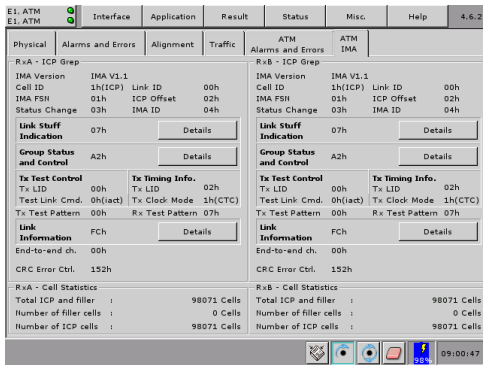 E1, ATM Interface Application Result Status Misc. Help 4.6.2
E1, ATM
Physical Alarms and Errors Alignment Traffic ATM Alarms and Errors ATM IMA
RxA - ICP Grep
IMA Version IMA V1.1
Cell ID 1h(ICP) Link ID 00h
IMA FSN 01h ICP Offset 02h
Status Change 03h IMA ID 04h
Link Stuff Indication 07h Details
Group Status and Control A2h Details
Tx Test Control Tx Timing Info.
Tx LID 00h Tx LID 02h
Test Link Cmd. 0h(iact) Tx Clock Mode 1h(CTC)
Tx Test Pattern 00h Rx Test Pattern 07h
Link Information FCh Details
End-to-end ch. 00h
CRC Error Ctrl. 152h
RxA - Cell Statistics
Total ICP and filler : 98071 Cells
Number of filler cells : 0 Cells
Number of ICP cells : 98071 Cells
RxB - ICP Grep
IMA Version IMA V1.1
Cell ID 1h(ICP) Link ID 00h
IMA FSN 01h ICP Offset 02h
Status Change 03h IMA ID 04h
Link Stuff Indication 07h Details
Group Status and Control A2h Details
Tx Test Control Tx Timing Info.
Tx LID 00h Tx LID 02h
Test Link Cmd. 0h(iact) Tx Clock Mode 1h(CTC)
Tx Test Pattern 00h Rx Test Pattern 07h
Link Information FCh Details
End-to-end ch. 00h
CRC Error Ctrl. 152h
RxB - Cell Statistics
Total ICP and filler : 98071 Cells
Number of filler cells : 0 Cells
Number of ICP cells : 98071 Cells
98% 09:00:47